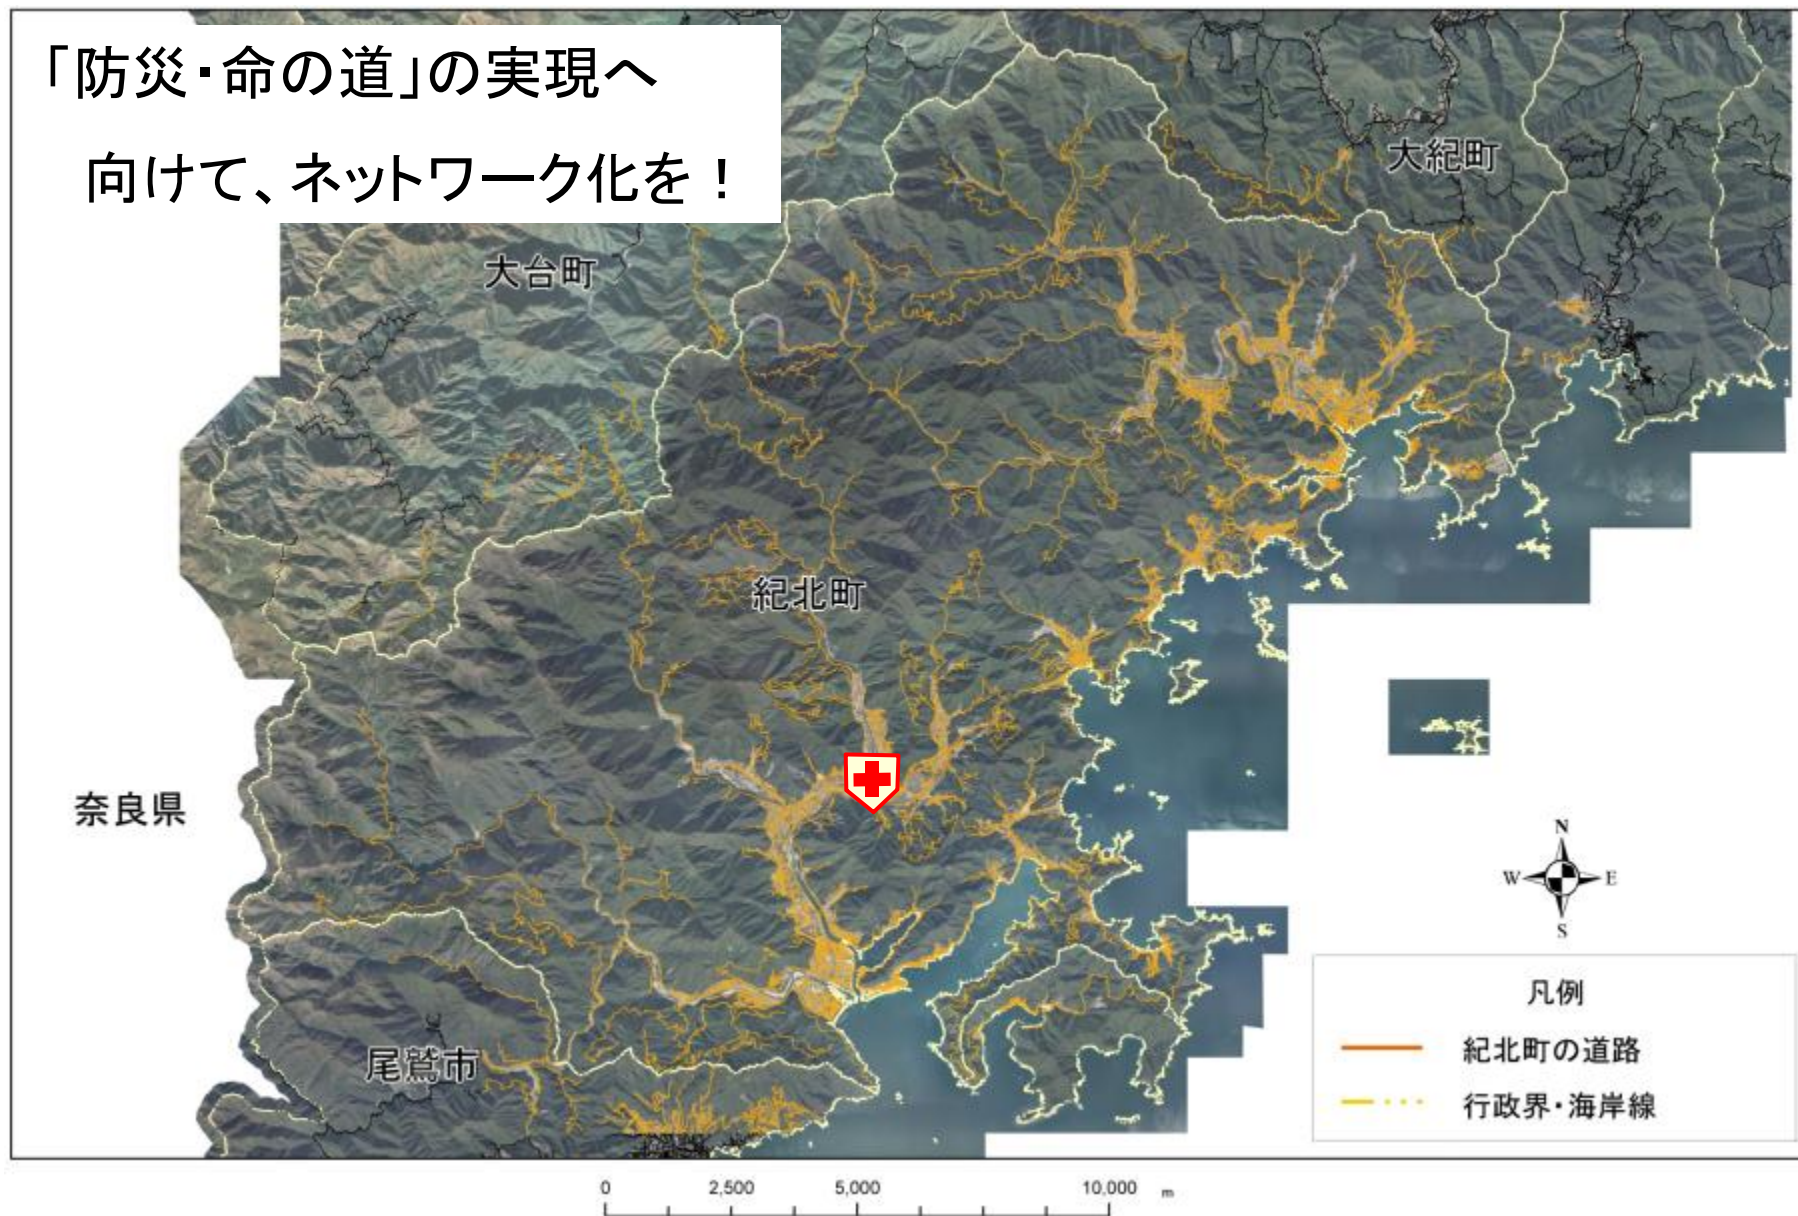 「防災・命の道」の実現へ
向けて、ネットワーク化を！
大紀町
大台町
紀北町
奈良県
尾鷲市
N
W
E
S
凡例
紀北町の道路
行政界・海岸線
0
2,500
5,000
10,000
m